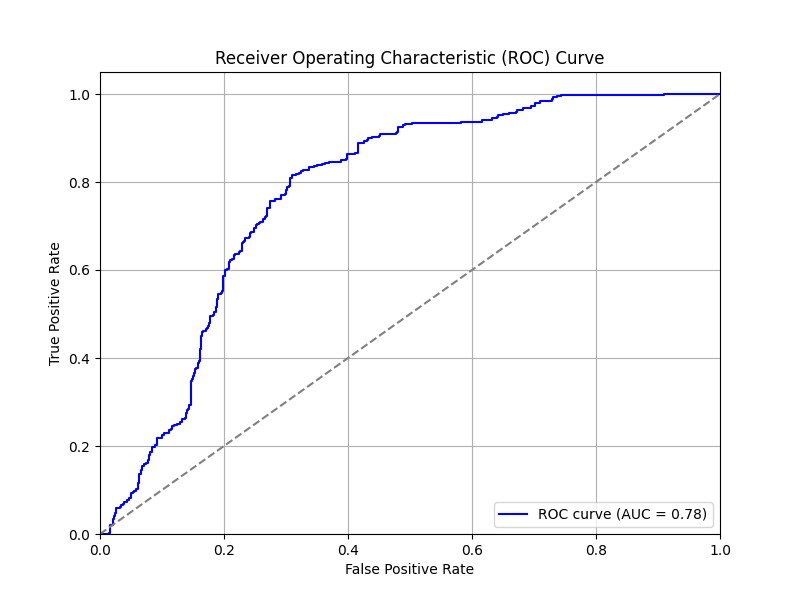 Receiver Operating Characteristic (ROC) Curve
True Positive Rate
1.0
0.8
0.6
0.4
0.2
0.0
ROC curve (AUC = 0.78)
0.0 0.2 0.4 0.6 0.8 1.0
False Positive Rate